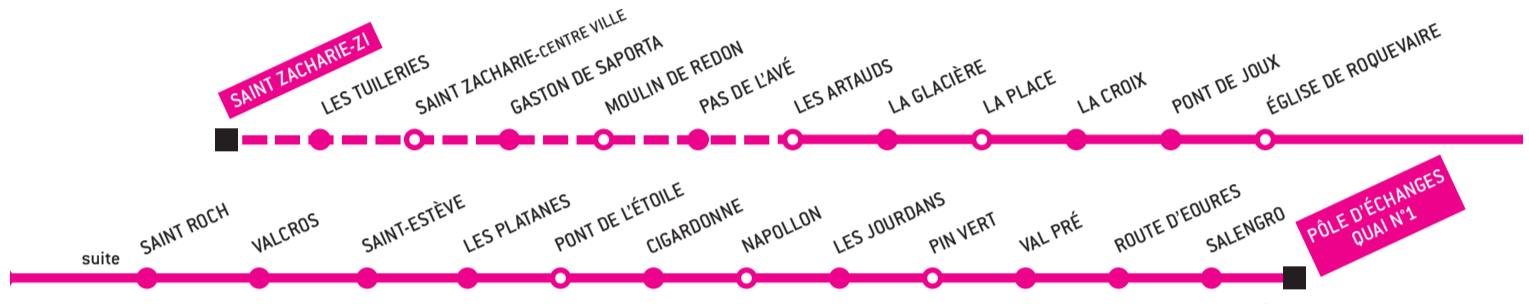 SAINT ZACHARIE-ZI
LES TUILERIES
SAINT ZACHARIE-CENTRE VILLE
GASTON DE SAPORTA
MOULIN DE REDON
PAS DE L'AVÉ
LES ARTAUDS
LA GLACIÈRE
LA PLACE
LA CROIX
PONT DE JOUX
ÉGLISE DE ROQUEVAIRE
suite
SAINT ROCH
VALCROS
SAINT-ESTÈVE
LES PLATANES
PONT DE L'ÉTOILE
CIGARDONNE
NAPOLLON
LES JOURDANS
PIN VERT
VAL PRÉ
ROUTE D'EOURES
SALENGRO
PÔLE D'ÉCHANGES
QUAI N°1